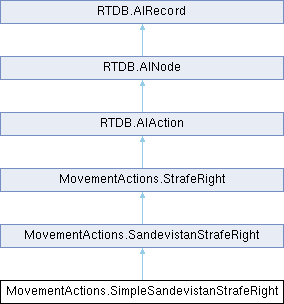 RTDB.AIRecord
RTDB.AINode
RTDB.AIAction
MovementActions.StrafeRight
MovementActions.SandevistanStrafeRight
MovementActions.SimpleSandevistanStrafeRight